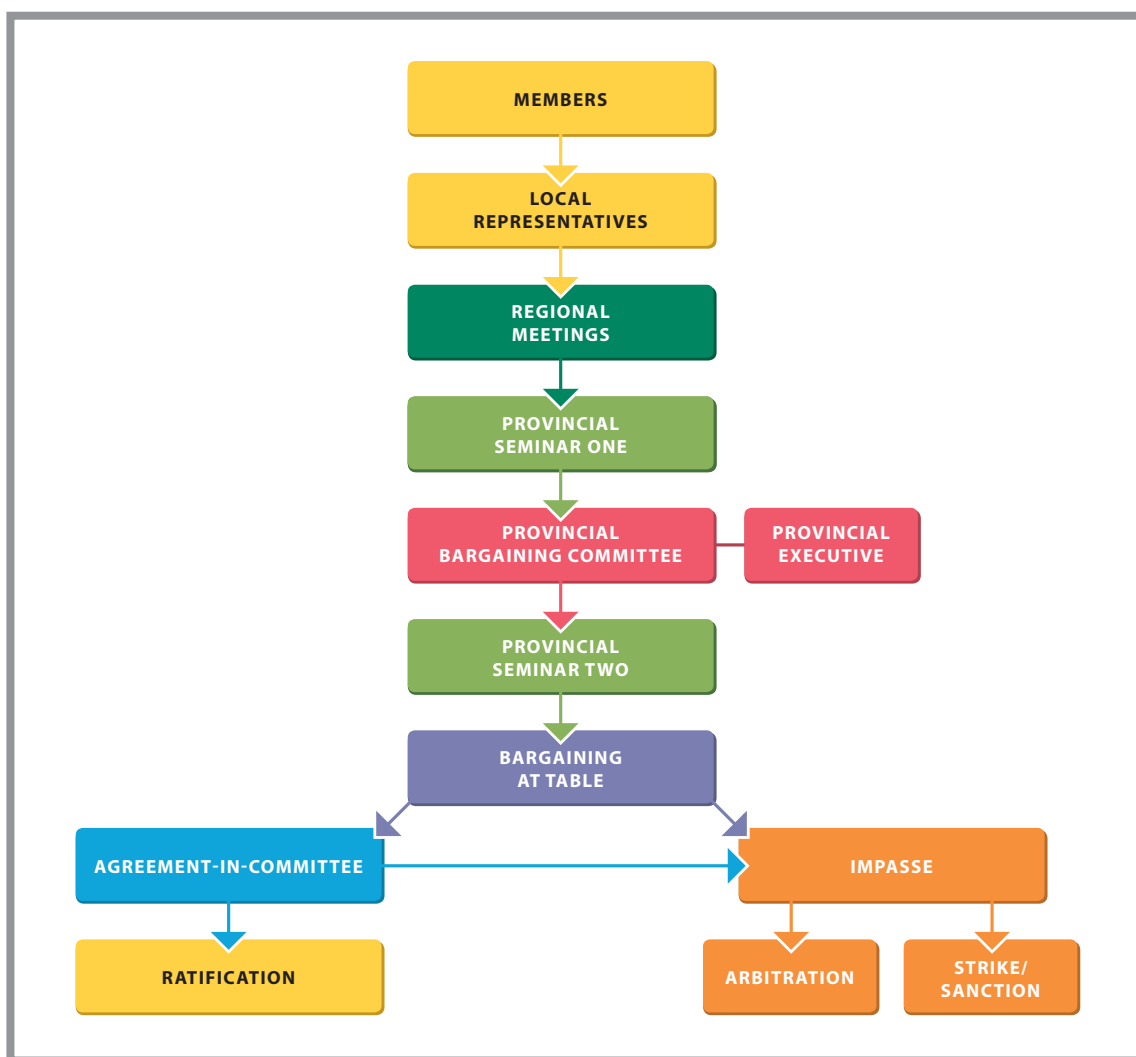 MEMBERS
LOCAL
REPRESENTATIVES
REGIONAL
MEETINGS
PROVINCIAL
SEMINAR ONE
PROVINCIAL
BARGAINING COMMITTEE
PROVINCIAL
EXECUTIVE
PROVINCIAL
SEMINAR TWO
BARGAINING
AT TABLE
AGREEMENT-IN-COMMITTEE
IMPASSE
RATIFICATION
ARBITRATION
STRIKE/
SANCTION